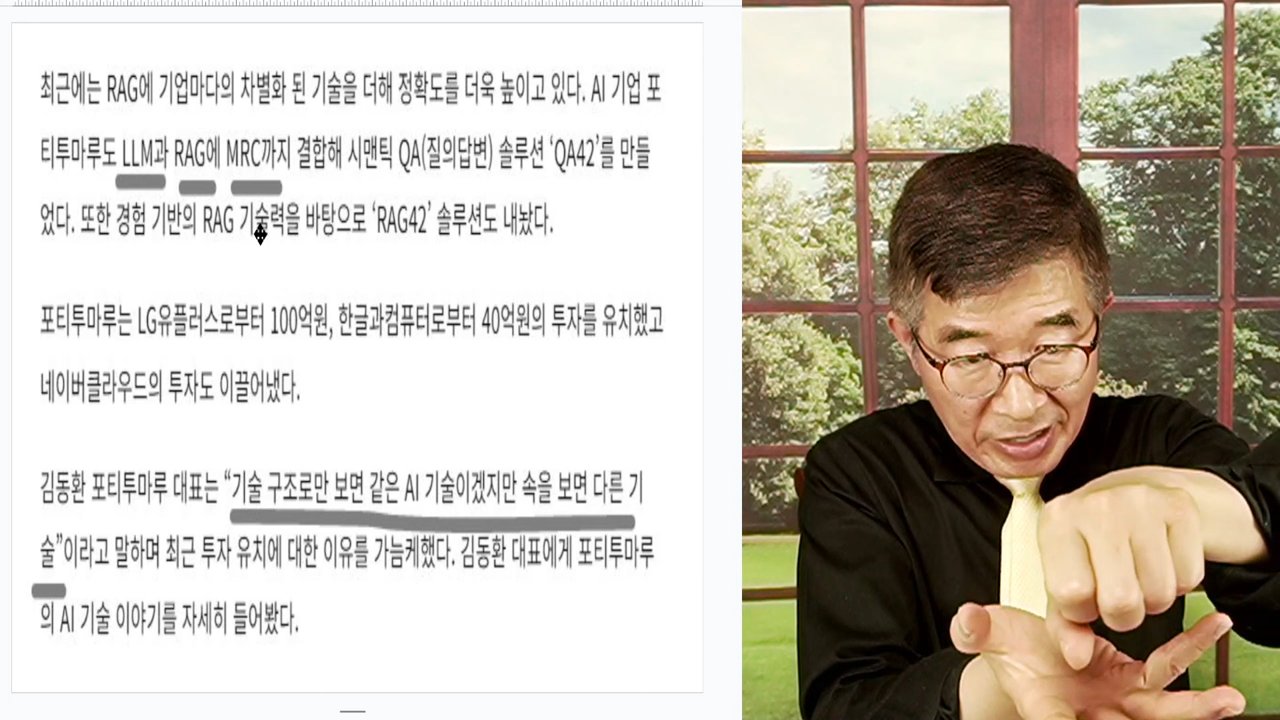 최근에는 RAG에 기업마다의 차별화 된 기술을 더해 정확도를 더욱 높이고 있다. AI 기업 포
티투마루도 LLM과 RAG에 MRC까지 결합해 시맨틱 QA(질의답변) 솔루션 ‘QA42’를 만들
었다. 또한 경험 기반의 RAG 기술력을 바탕으로 ‘RAG42’ 솔루션도 내놨다.
포티투마루는 LG유플러스로부터 100억원, 한글과컴퓨터로부터 40억원의 투자를 유치했고
네이버클라우드의 투자도 이끌어냈다.
김동환 포티투마루 대표는 “기술 구조로만 보면 같은 AI 기술이겠지만 속을 보면 다른 기
술”이라고 말하며 최근 투자 유치에 대한 이유를 가늠케했다. 김동환 대표에게 포티투마루
의 AI 기술 이야기를 자세히 들어봤다.